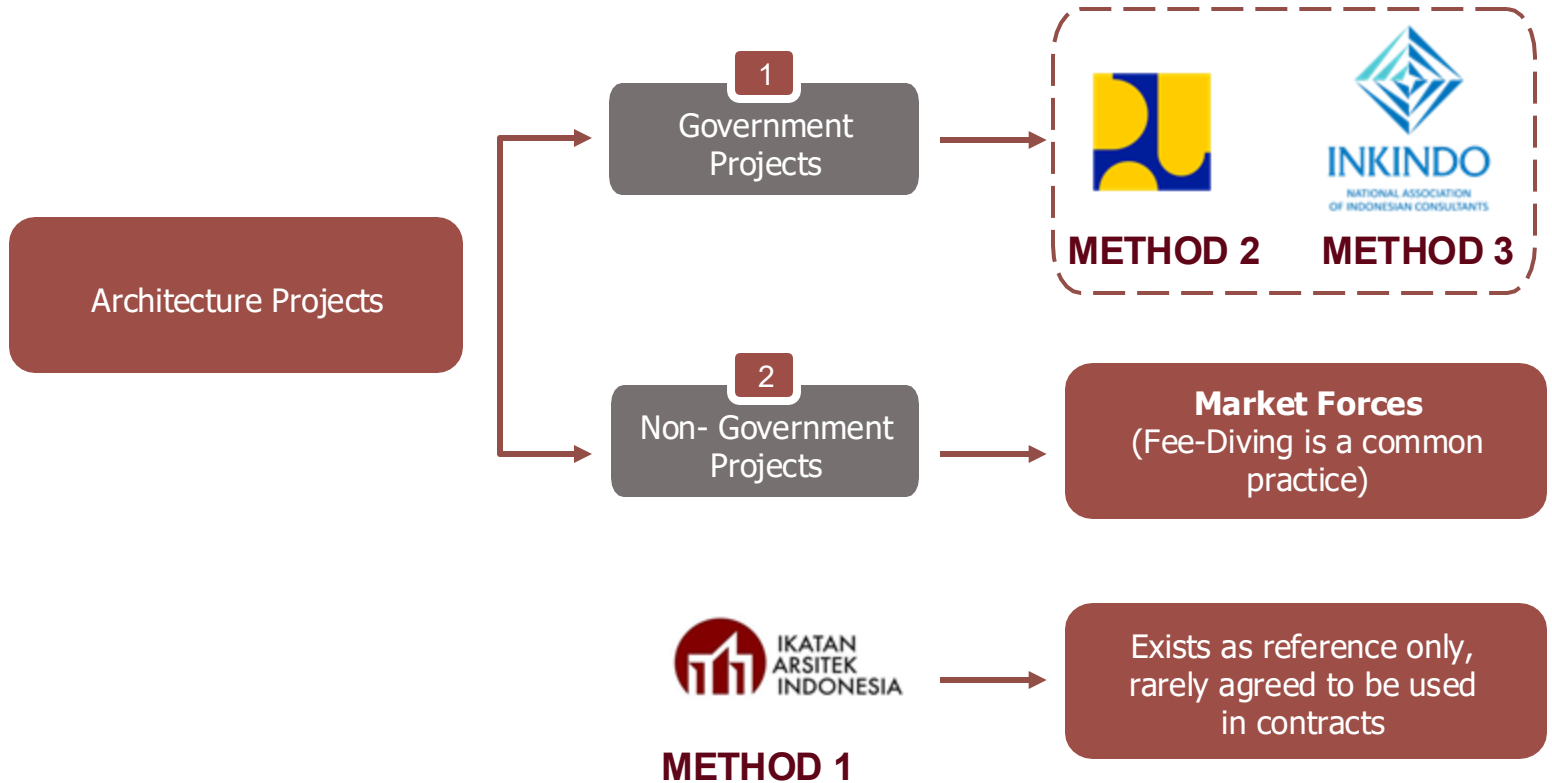 Architecture Projects
1
Government
Projects
INKINDO
NATIONAL ASSOCIATION
OF INDONESIAN CONSULTANTS
METHOD 2
METHOD 3
2
Non- Government
Projects
Market Forces
(Fee-Diving is a common
practice)
IKATAN
ARSITEK
INDONESIA
METHOD 1
Exists as reference only,
rarely agreed to be used
in contracts